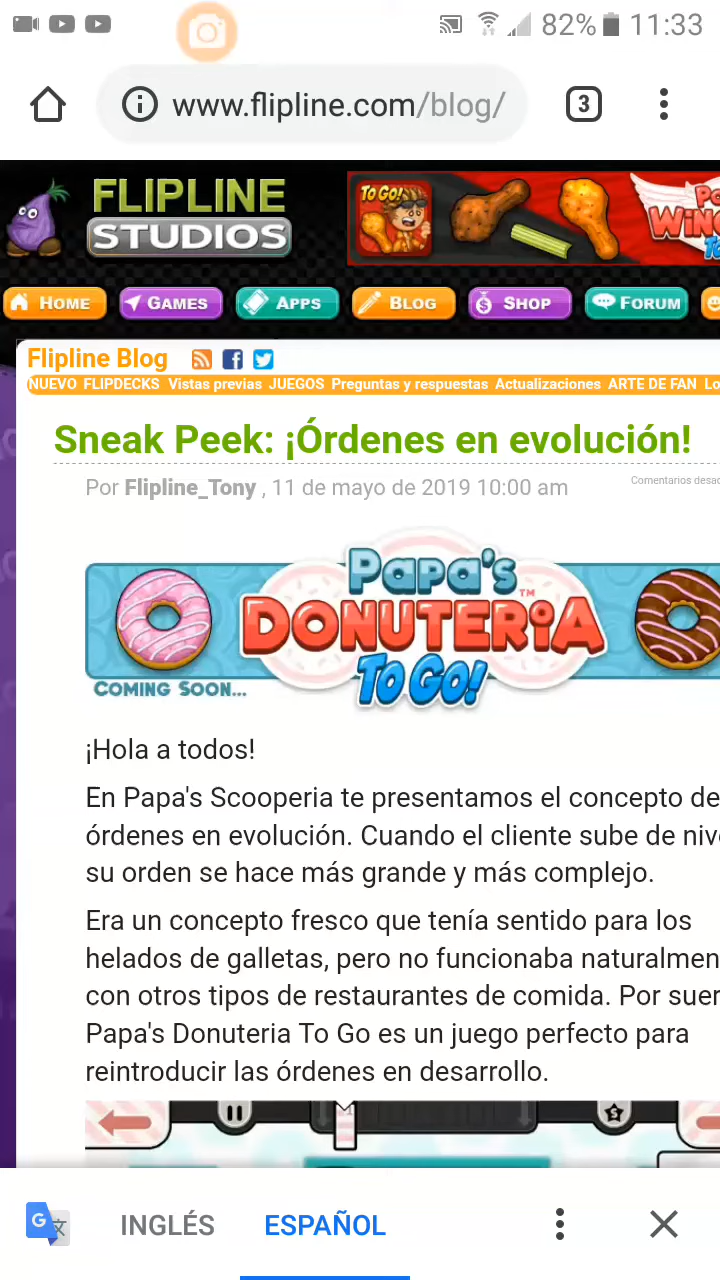 82% 11:33
www.flipline.com/blog/ 3
FLIPLINE
STUDIOS
TO GO!
HOME GAMES APPS BLOG SHOP FORUM
Flipline Blog
NUEVO FLIPDECKS Vistas previas JUEGOS Preguntas y respuestas Actualizaciones ARTE DE FAN
Sneak Peek: ¡Órdenes en evolución!
Por Flipline_Tony , 11 de mayo de 2019 10:00 am
Comentarios
Papa's
DONUTERIA™
TO GO!
COMING SOON...
¡Hola a todos!
En Papa's Scooperia te presentamos el concepto de
órdenes en evolución. Cuando el cliente sube de
su orden se hace más grande y más complejo.
Era un concepto fresco que tenía sentido para los
helados de galletas, pero no funcionaba
con otros tipos de restaurantes de comida. Por
Papa's Donuteria To Go es un juego perfecto para
reintroducir las órdenes en desarrollo.
G INGLÉS ESPAÑOL